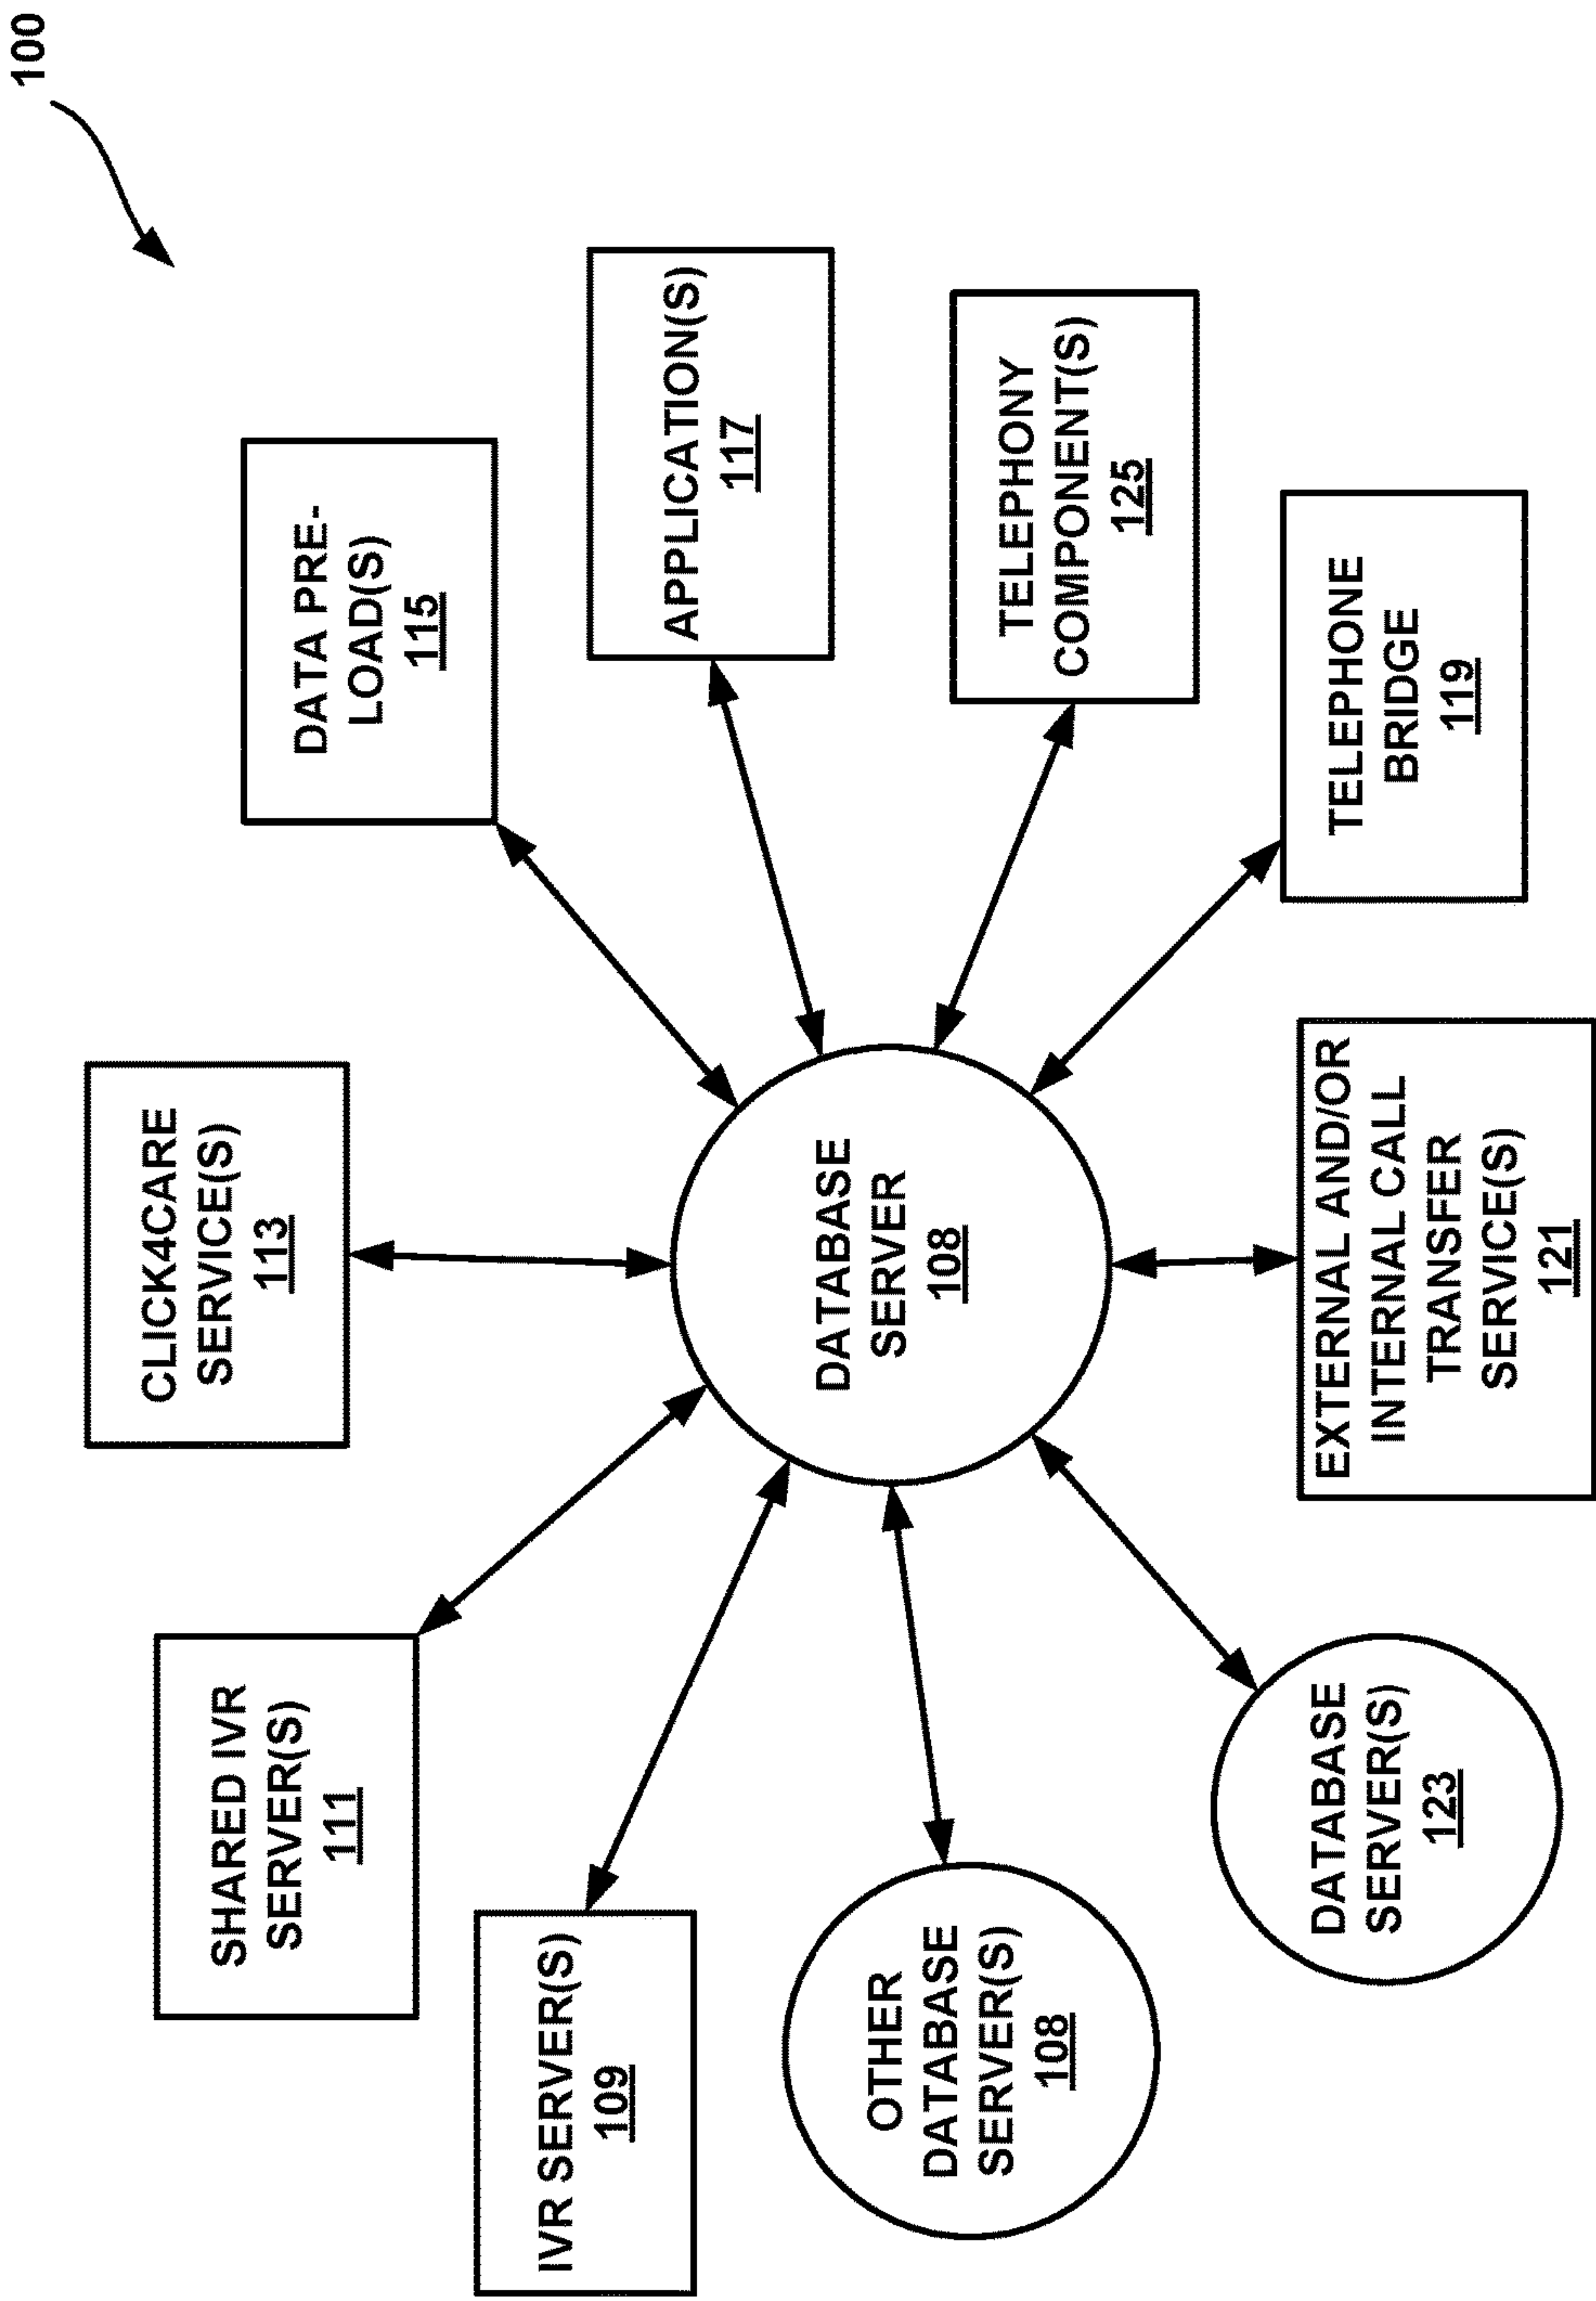 100
CLICK4CARE
SERVICE(S)
113
SHARED IVR
SERVER(S)
111
DATA PRE-
LOAD(S)
115
IVR SERVER(S)
109
APPLICATION(S)
117
DATABASE
SERVER
108
OTHER
DATABASE
SERVER(S)
108
TELEPHONY
COMPONENT(S)
125
DATABASE
SERVER(S)
123
EXTERNAL AND/OR
INTERNAL CALL
TRANSFER
SERVICE(S)
121
TELEPHONE
BRIDGE
119